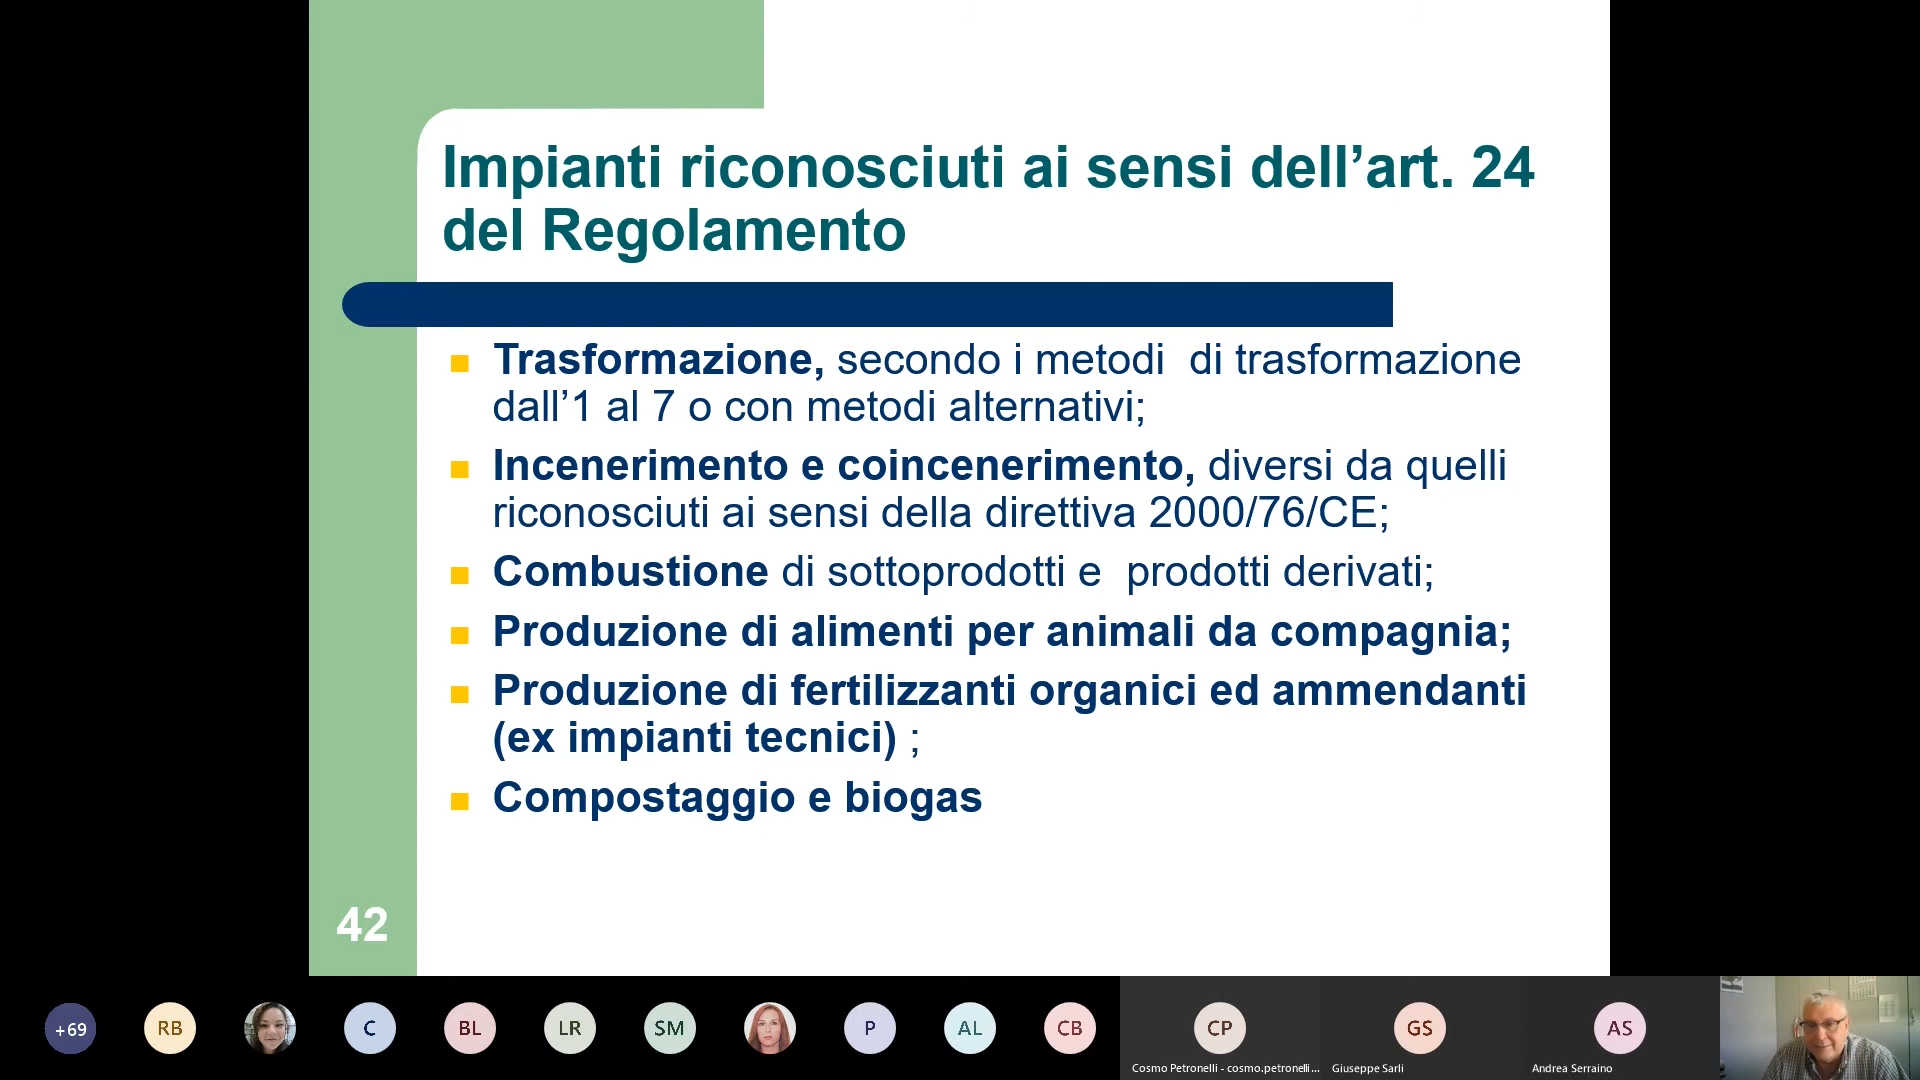 Impianti riconosciuti ai sensi dell’art. 24
del Regolamento
Trasformazione, secondo i metodi di trasformazione
dall’1 al 7 o con metodi alternativi;
Incenerimento e coincenerimento, diversi da quelli
riconosciuti ai sensi della direttiva 2000/76/CE;
Combustione di sottoprodotti e prodotti derivati;
Produzione di alimenti per animali da compagnia;
Produzione di fertilizzanti organici ed ammendanti
(ex impianti tecnici) ;
Compostaggio e biogas
42
+69
RB
C
BL
LR
SM
P
AL
CB
CP
GS
AS
Cosmo Petronelli - cosmo.petronelli...
Giuseppe Sarli
Andrea Serraino